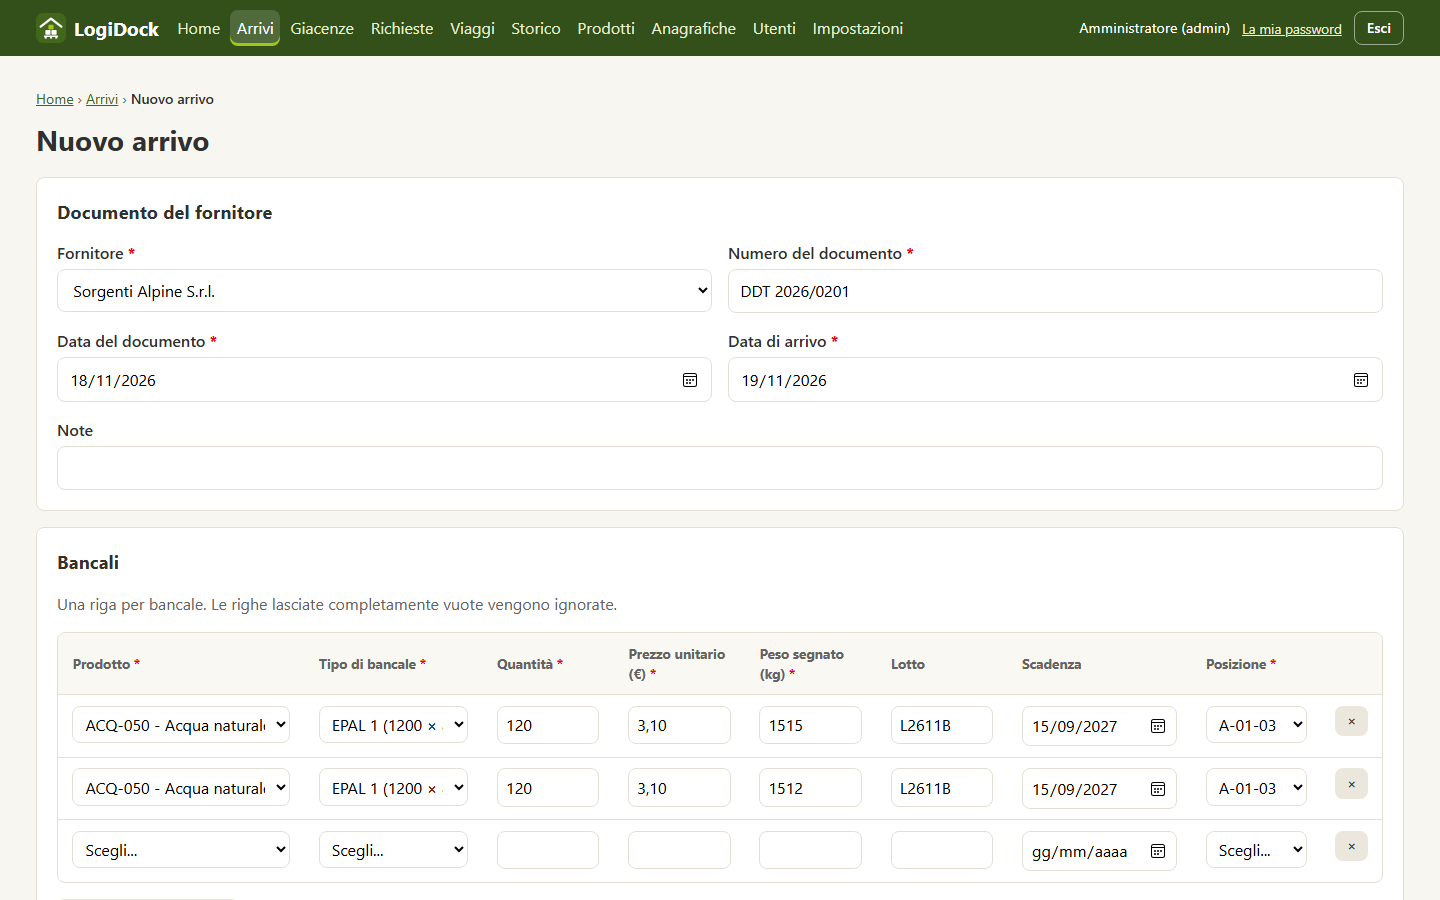 LogiDock Home Arrivi Giacenze Richieste Viaggi Storico Prodotti Anagrafiche Utenti Impostazioni Amministratore (admin) La mia password Esci
Home › Arrivi › Nuovo arrivo
Nuovo arrivo
Documento del fornitore
Fornitore * Numero del documento *
Sorgenti Alpine S.r.l. DDT 2026/0201
Data del documento * Data di arrivo *
18/11/2026 19/11/2026
Note
Bancali
Una riga per bancale. Le righe lasciate completamente vuote vengono ignorate.
Prodotto * Tipo di bancale * Quantità * Prezzo unitario (€) * Peso segnato (kg) * Lotto Scadenza Posizione *
ACQ-050 - Acqua naturale EPAL 1 (1200 × 120 3,10 1515 L2611B 15/09/2027 A-01-03 ×
ACQ-050 - Acqua naturale EPAL 1 (1200 × 120 3,10 1512 L2611B 15/09/2027 A-01-03 ×
Scegli... Scegli... gg/mm/aaaa Scegli... ×